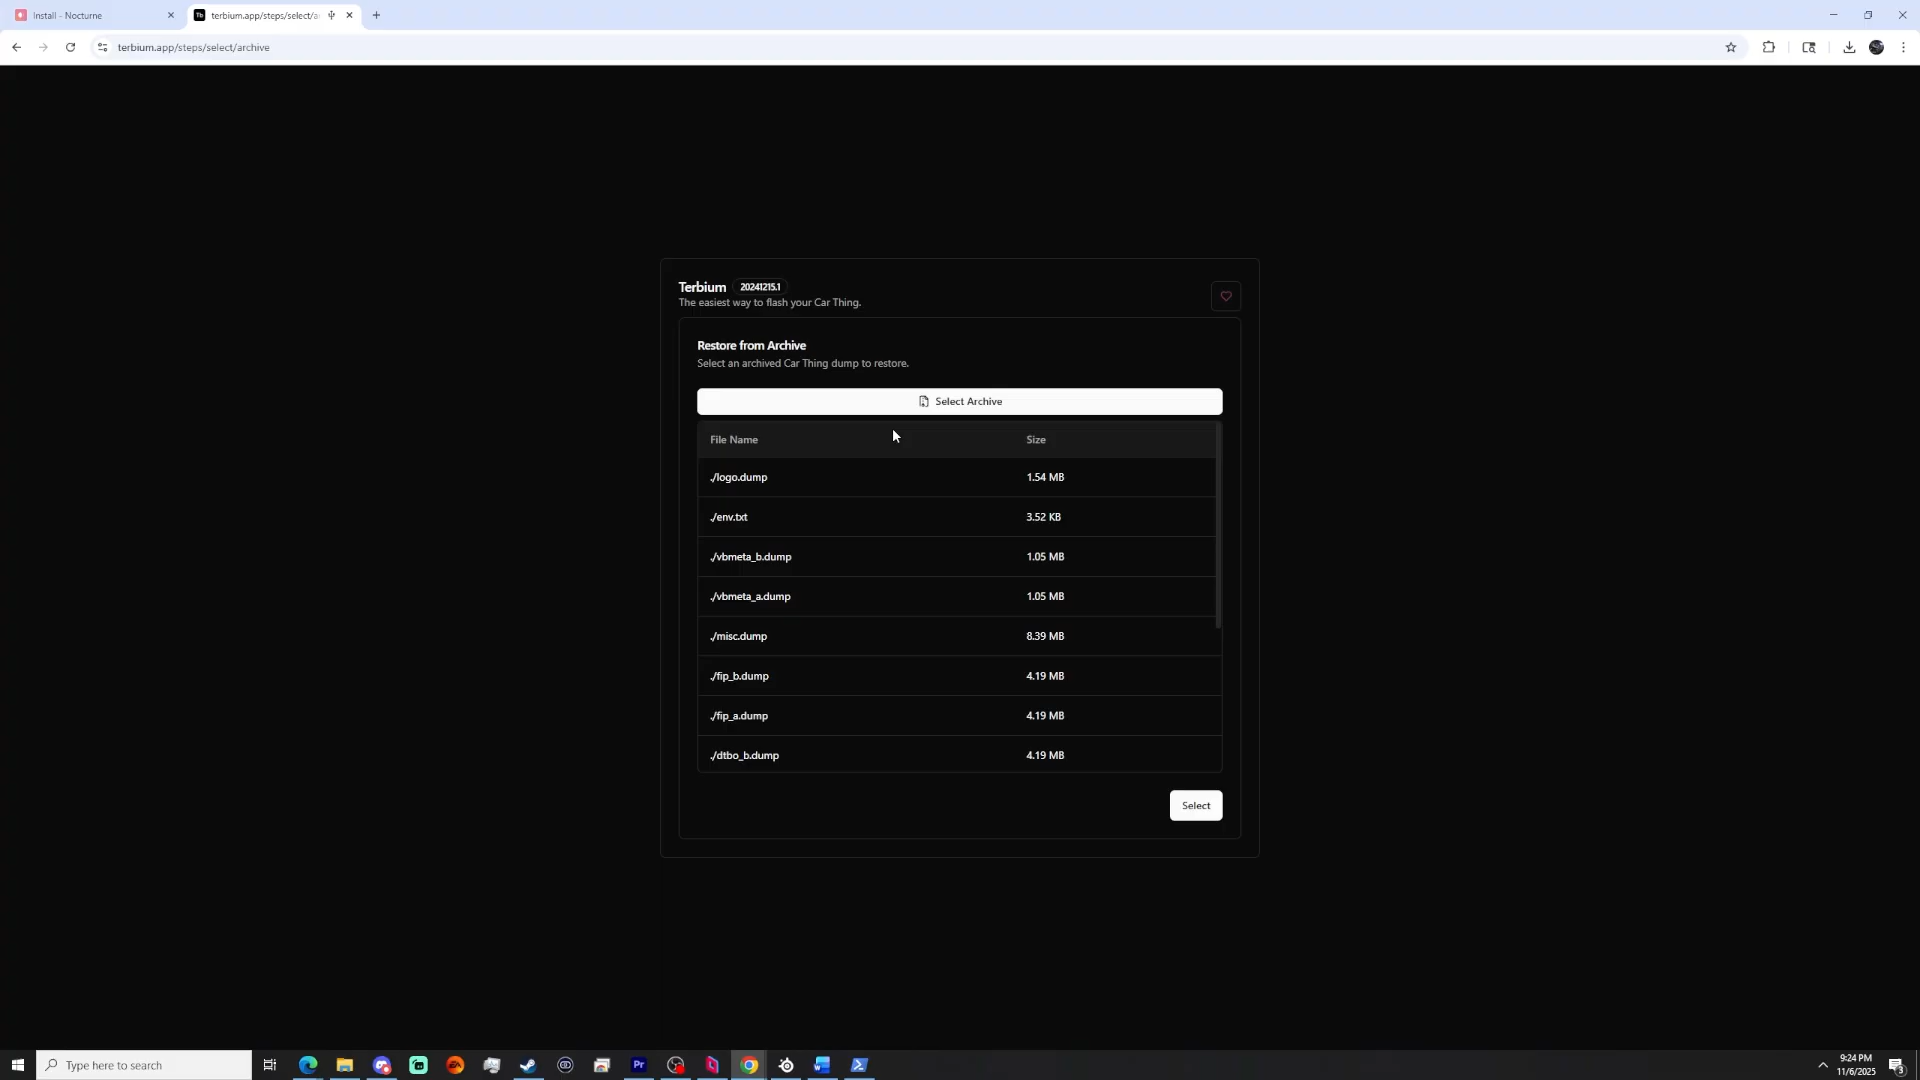 Install - Nocturne
terbium.app/steps/select/a
terbium.app/steps/select/archive
Terbium 20241215.1
The easiest way to flash your Car Thing.
Restore from Archive
Select an archived Car Thing dump to restore.
Select Archive
File Name Size
./logo.dump 1.54 MB
./env.txt 3.52 KB
./vbmeta_b.dump 1.05 MB
./vbmeta_a.dump 1.05 MB
./misc.dump 8.39 MB
./fip_b.dump 4.19 MB
./fip_a.dump 4.19 MB
./dtbo_b.dump 4.19 MB
Select
Type here to search
Pr
9:24 PM
11/6/2025
3